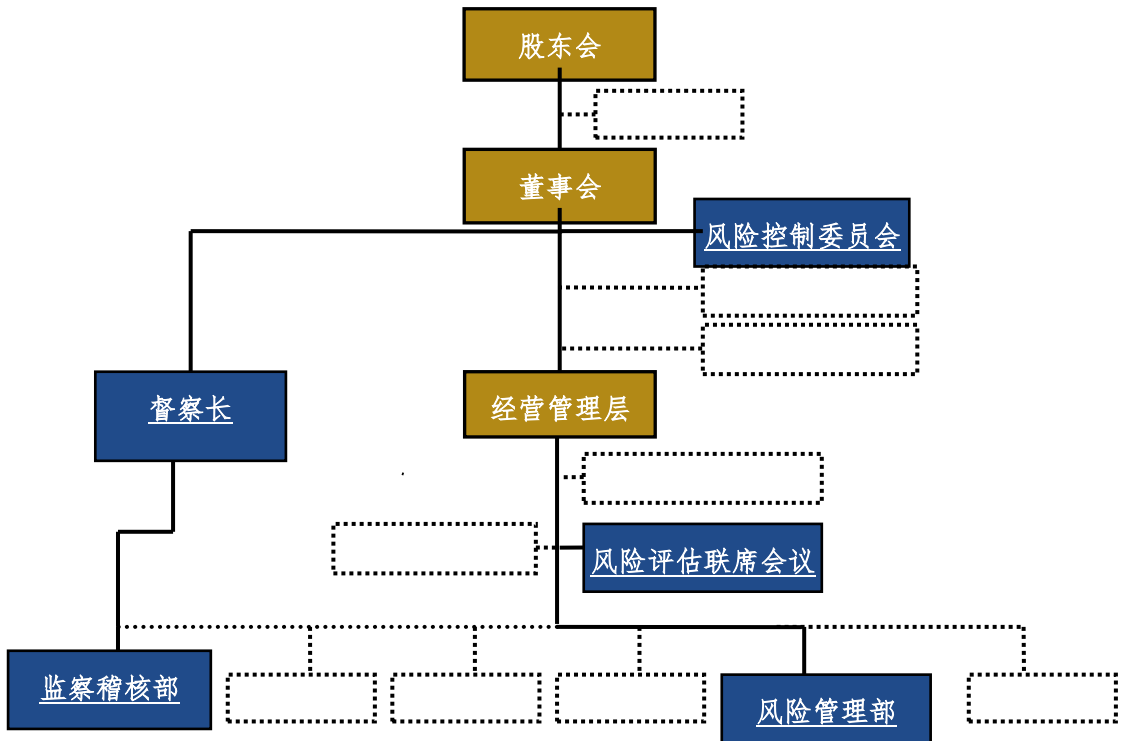 股东会
董事会
风险控制委员会
督察长
经营管理层
风险评估联席会议
监察稽核部
风险管理部